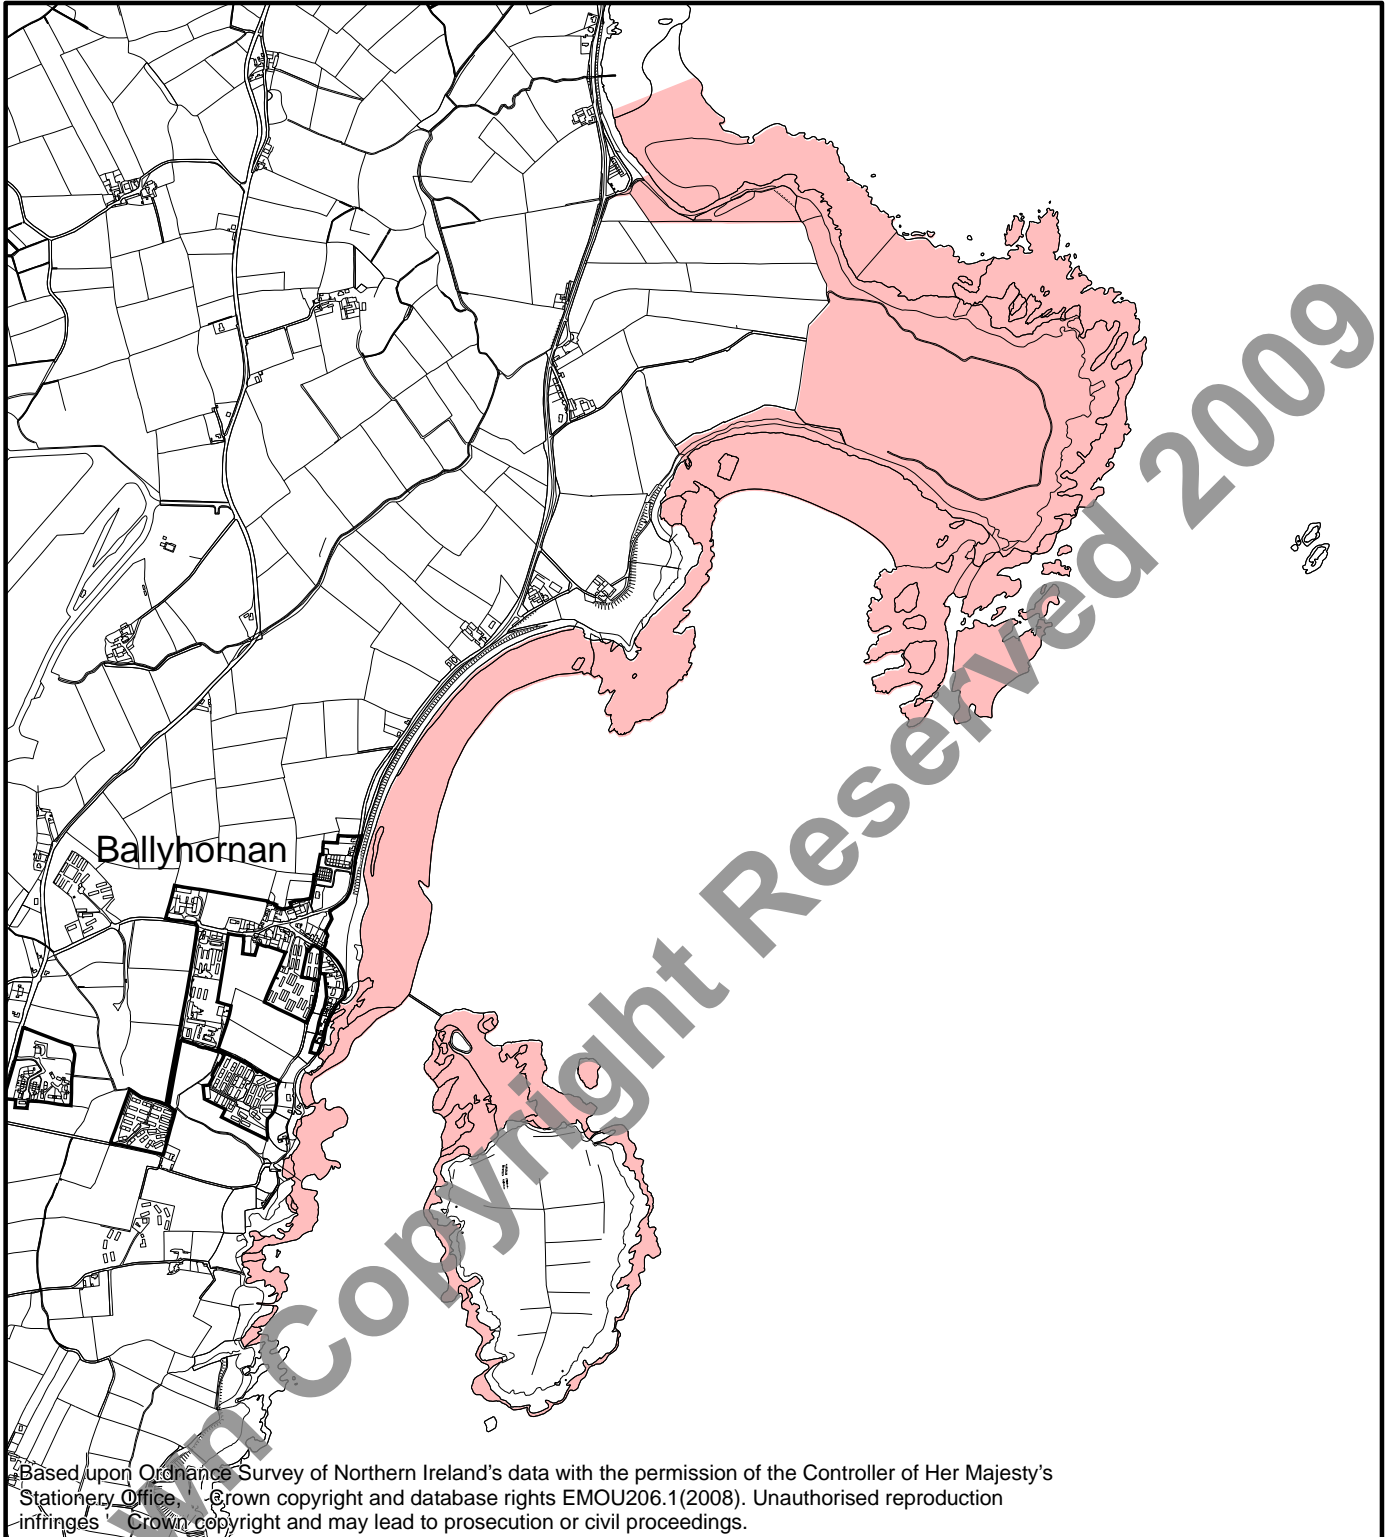 Ballyhornan
wn Copyright Reserved 2009
Based upon Ordnance Survey of Northern Ireland's data with the permission of the Controller of Her Majesty's
Stationery Office, ' Crown copyright and database rights EMOU206.1(2008). Unauthorised reproduction
infringes ' Crown copyright and may lead to prosecution or civil proceedings.